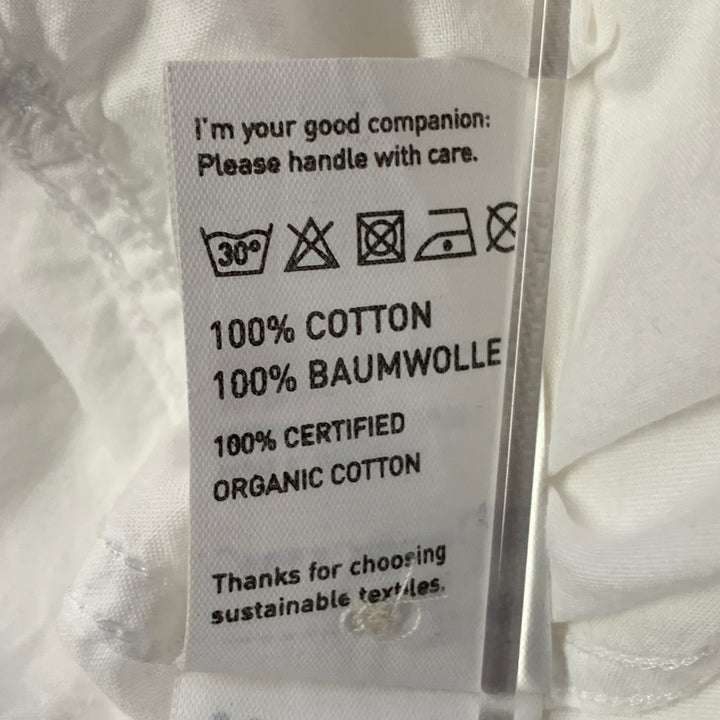 I'm your good companion:
Please handle with care.
30°
100% COTTON
100% BAUMWOLLE
100% CERTIFIED
ORGANIC COTTON
Thanks for choosing
sustainable textiles.